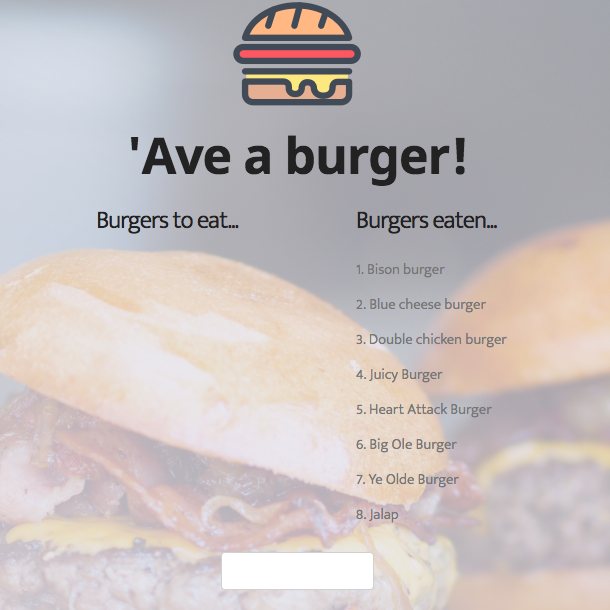 'Ave a burger!
Burgers to eat...
Burgers eaten...
1. Bison burger
2. Blue cheese burger
3. Double chicken burger
4. Juicy Burger
5. Heart Attack Burger
6. Big Ole Burger
7. Ye Olde Burger
8. Jalap